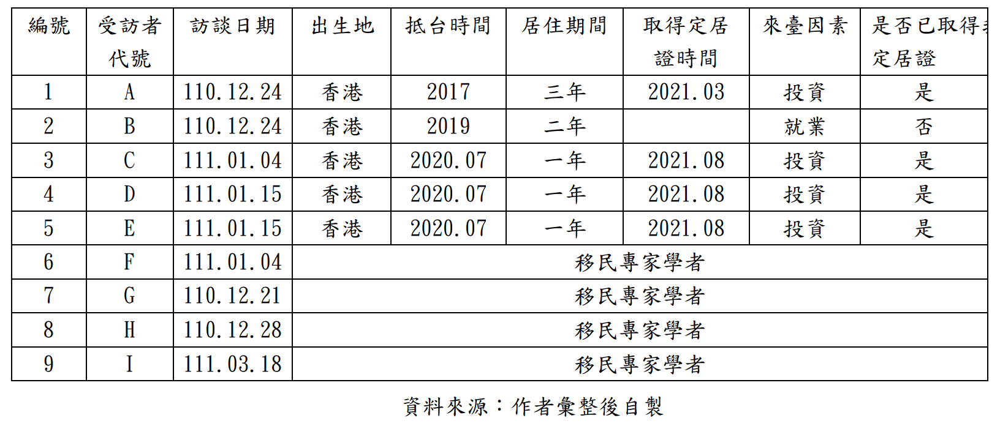 編號 受訪者代號 訪談日期 出生地 抵台時間 居住期間 取得定居證時間 來臺因素 是否已取得定居證
1 A 110.12.24 香港 2017 三年 2021.03 投資 是
2 B 110.12.24 香港 2019 二年 就業 否
3 C 111.01.04 香港 2020.07 一年 2021.08 投資 是
4 D 111.01.15 香港 2020.07 一年 2021.08 投資 是
5 E 111.01.15 香港 2020.07 一年 2021.08 投資 是
6 F 111.01.04 移民專家學者
7 G 110.12.21 移民專家學者
8 H 110.12.28 移民專家學者
9 I 111.03.18 移民專家學者
資料來源：作者彙整後自製